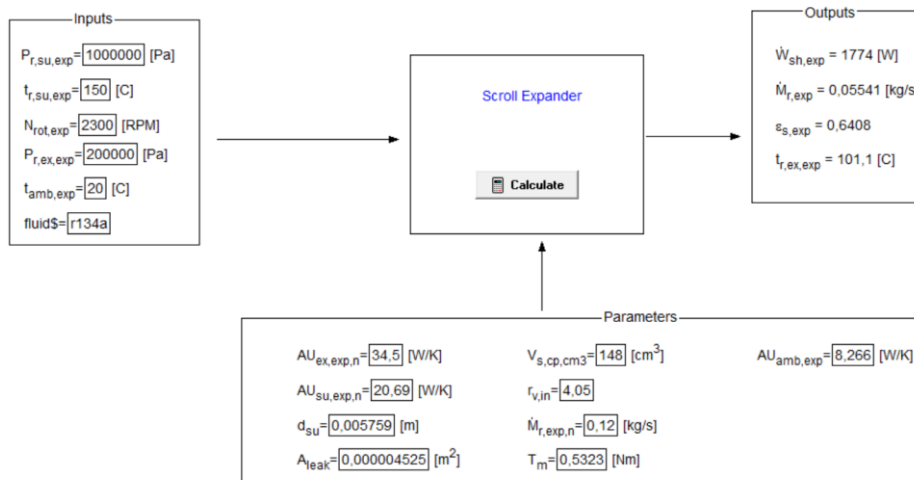 Inputs
P_r,su,exp=1000000 [Pa]
t_r,su,exp=150 [C]
N_rot,exp=2300 [RPM]
P_r,ex,exp=200000 [Pa]
t_amb,exp=20 [C]
fluid$=r134a
Scroll Expander
Calculate
Outputs
Ẇ_sh,exp = 1774 [W]
Ṁ_r,exp = 0,05541 [kg/s
ε_s,exp = 0,6408
t_r,ex,exp = 101,1 [C]
Parameters
AU_ex,exp,n=34,5 [W/K]
AU_su,exp,n=20,69 [W/K]
d_su=0,005759 [m]
A_leak=0,000004525 [m²]
V_s,cp,cm3=148 [cm³]
r_v,in=4,05
Ṁ_r,exp,n=0,12 [kg/s]
T_m=0,5323 [Nm]
AU_amb,exp=8,266 [W/K]